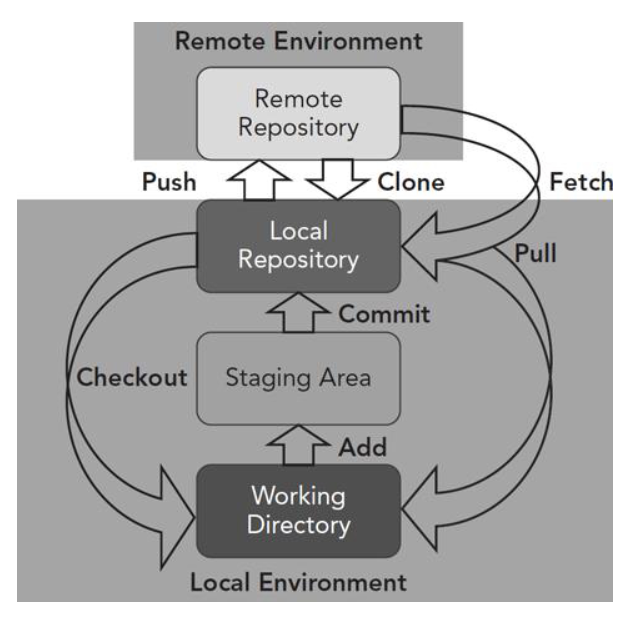 Remote Environment
Remote
Repository
Push
Clone
Fetch
Local
Repository
Pull
Commit
Checkout
Staging Area
Add
Working
Directory
Local Environment